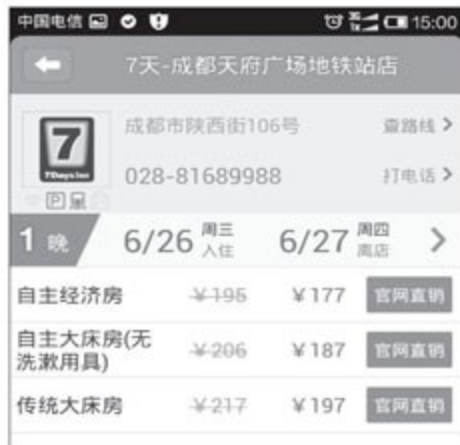 中国电信 15:00
7天-成都天府广场地铁站店
7
7Days Inn
成都市陕西街106号 查路线
028-81689988 打电话
P
1 晚 6/26 周三 入住 6/27 周四 离店
自主经济房 ¥195 ¥177 官网直销
自主大床房(无
洗漱用具) ¥206 ¥187 官网直销
传统大床房 ¥217 ¥197 官网直销